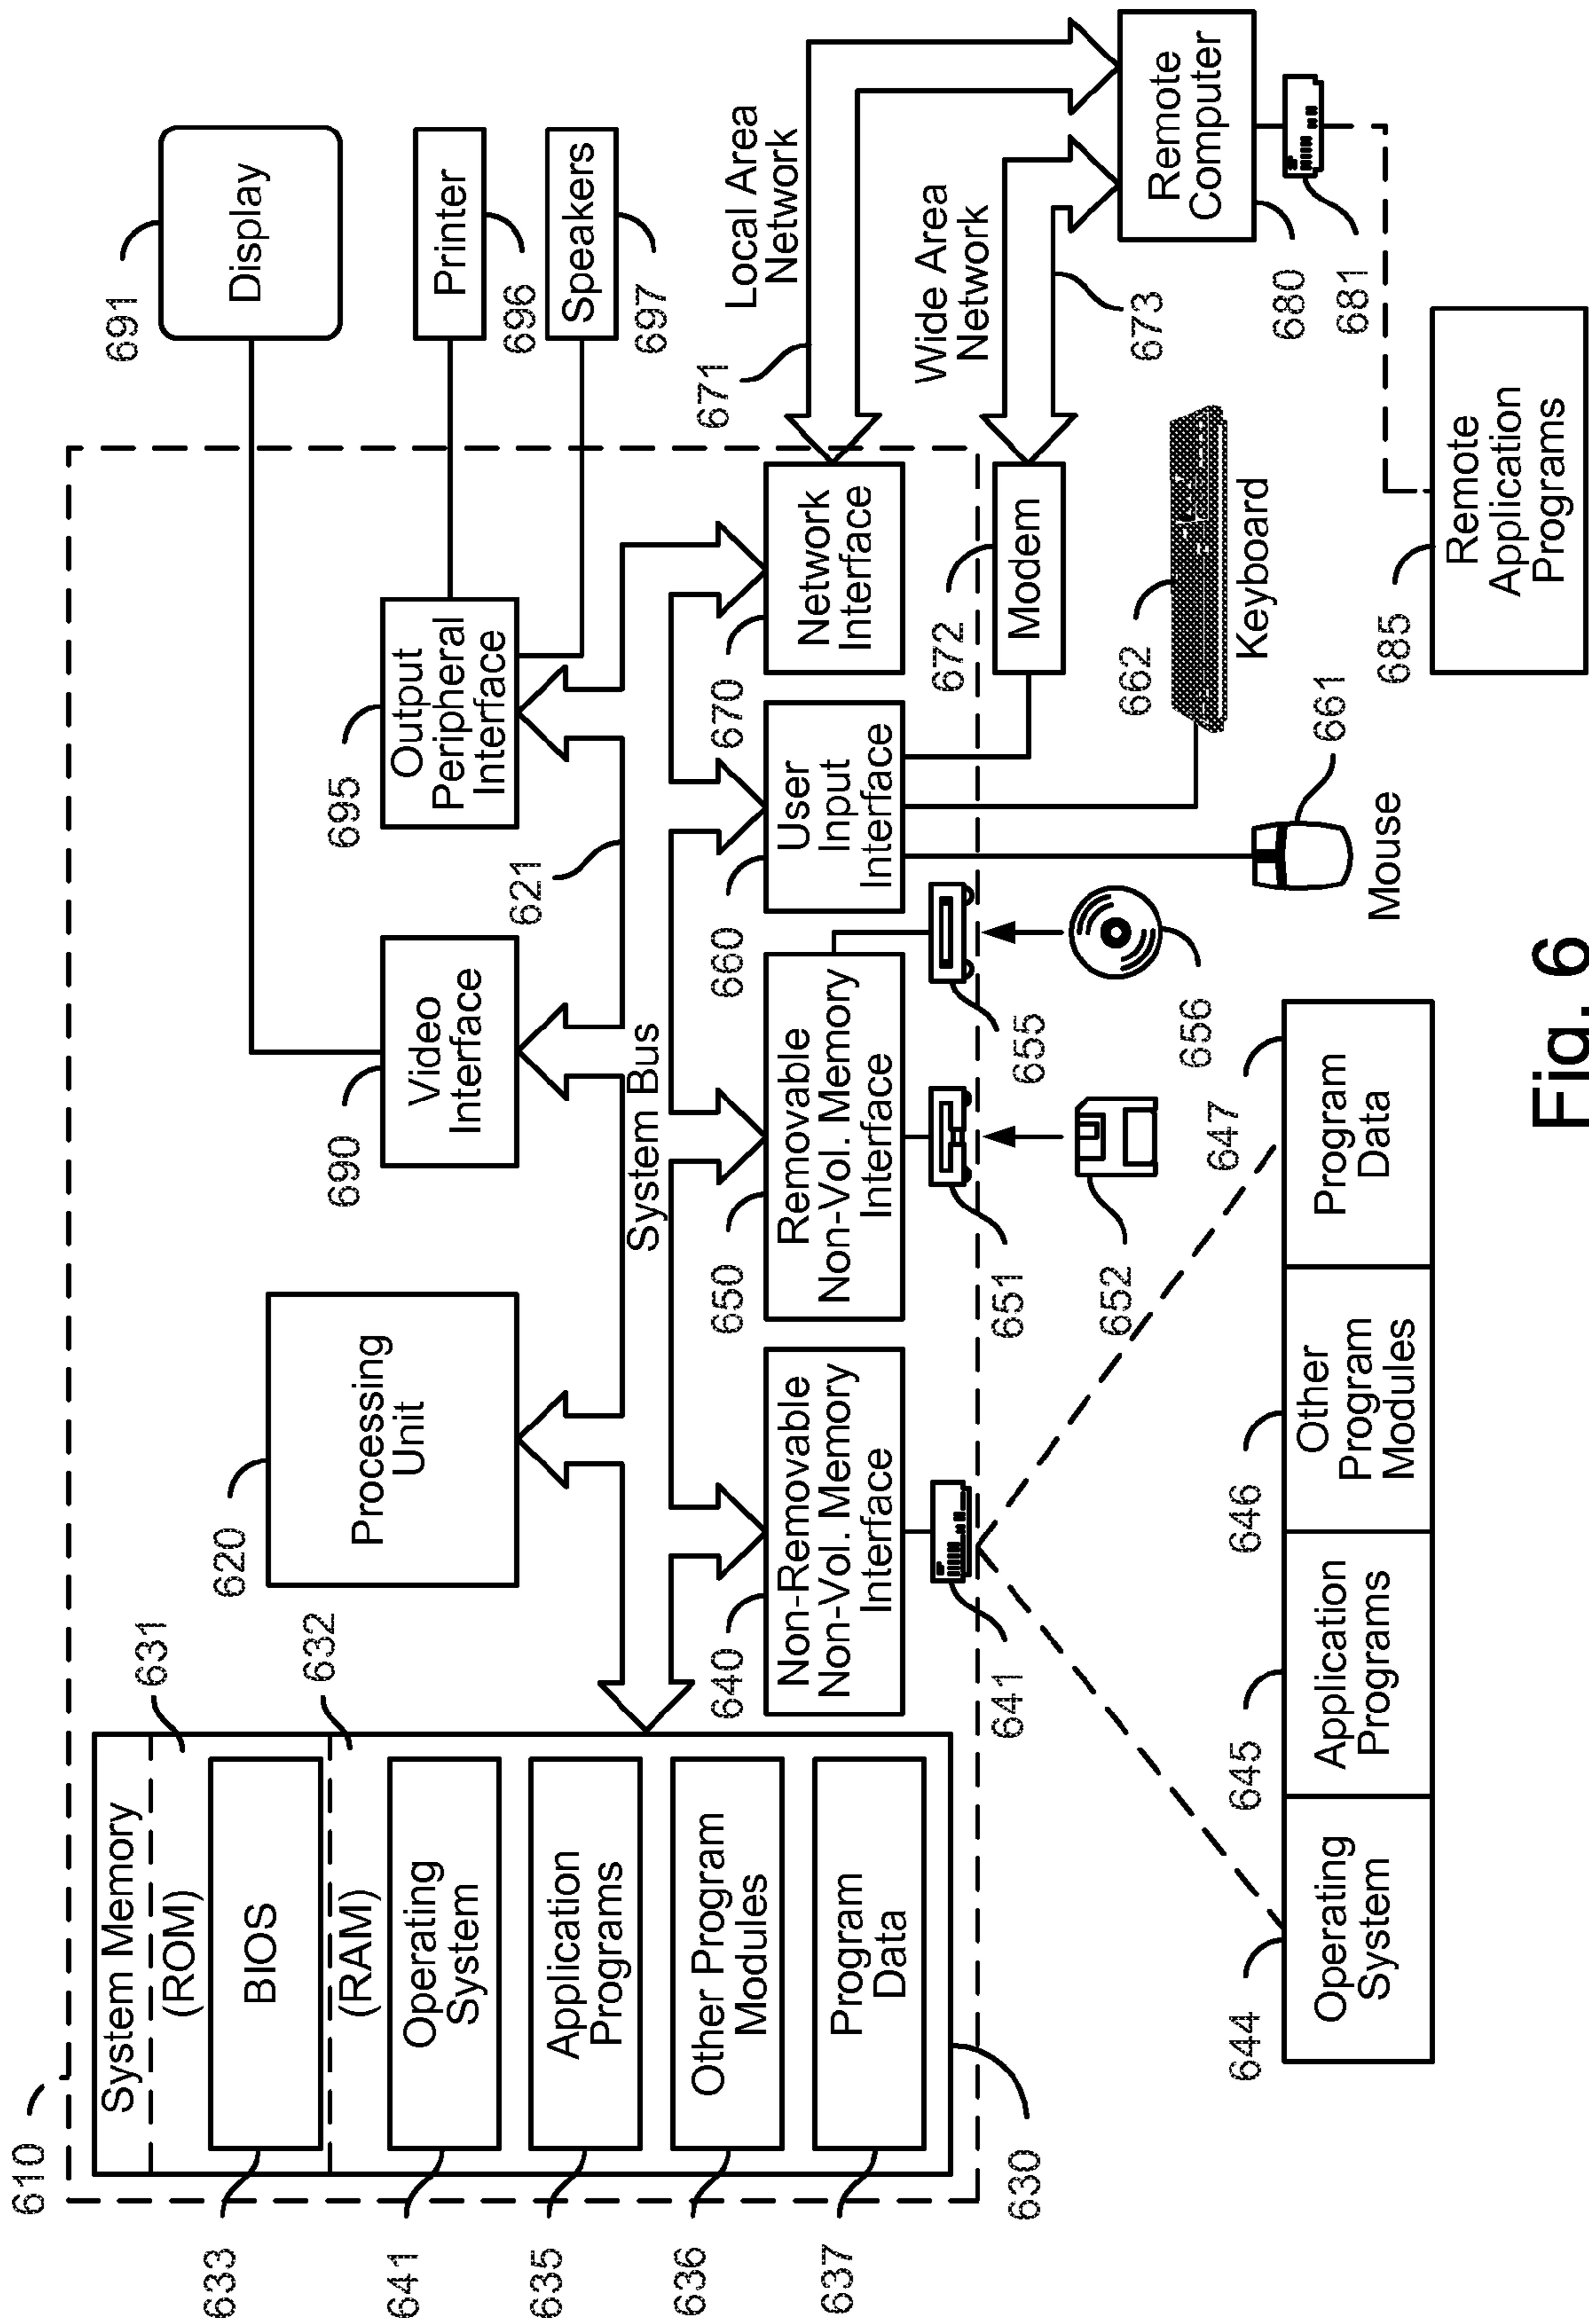 610
System Memory
(ROM)
631
BIOS
633
(RAM)
632
Operating
System
641
Application
Programs
635
Other Program
Modules
636
Program
Data
637
630
620
Processing
Unit
690
Video
Interface
695
Output
Peripheral
Interface
621
System Bus
691
Display
Printer
696
Speakers
697
640
Non-Removable
Non-Vol. Memory
Interface
641
650
Removable
Non-Vol. Memory
Interface
651
655
652
656
660
User
Input
Interface
670
Network
Interface
671
Local Area
Network
Wide Area
Network
673
672
Modem
662
Keyboard
661
Mouse
Remote
Computer
680
681
685
Remote
Application
Programs
644
Operating
System
645
Application
Programs
646
Other
Program
Modules
647
Program
Data
Fig. 6